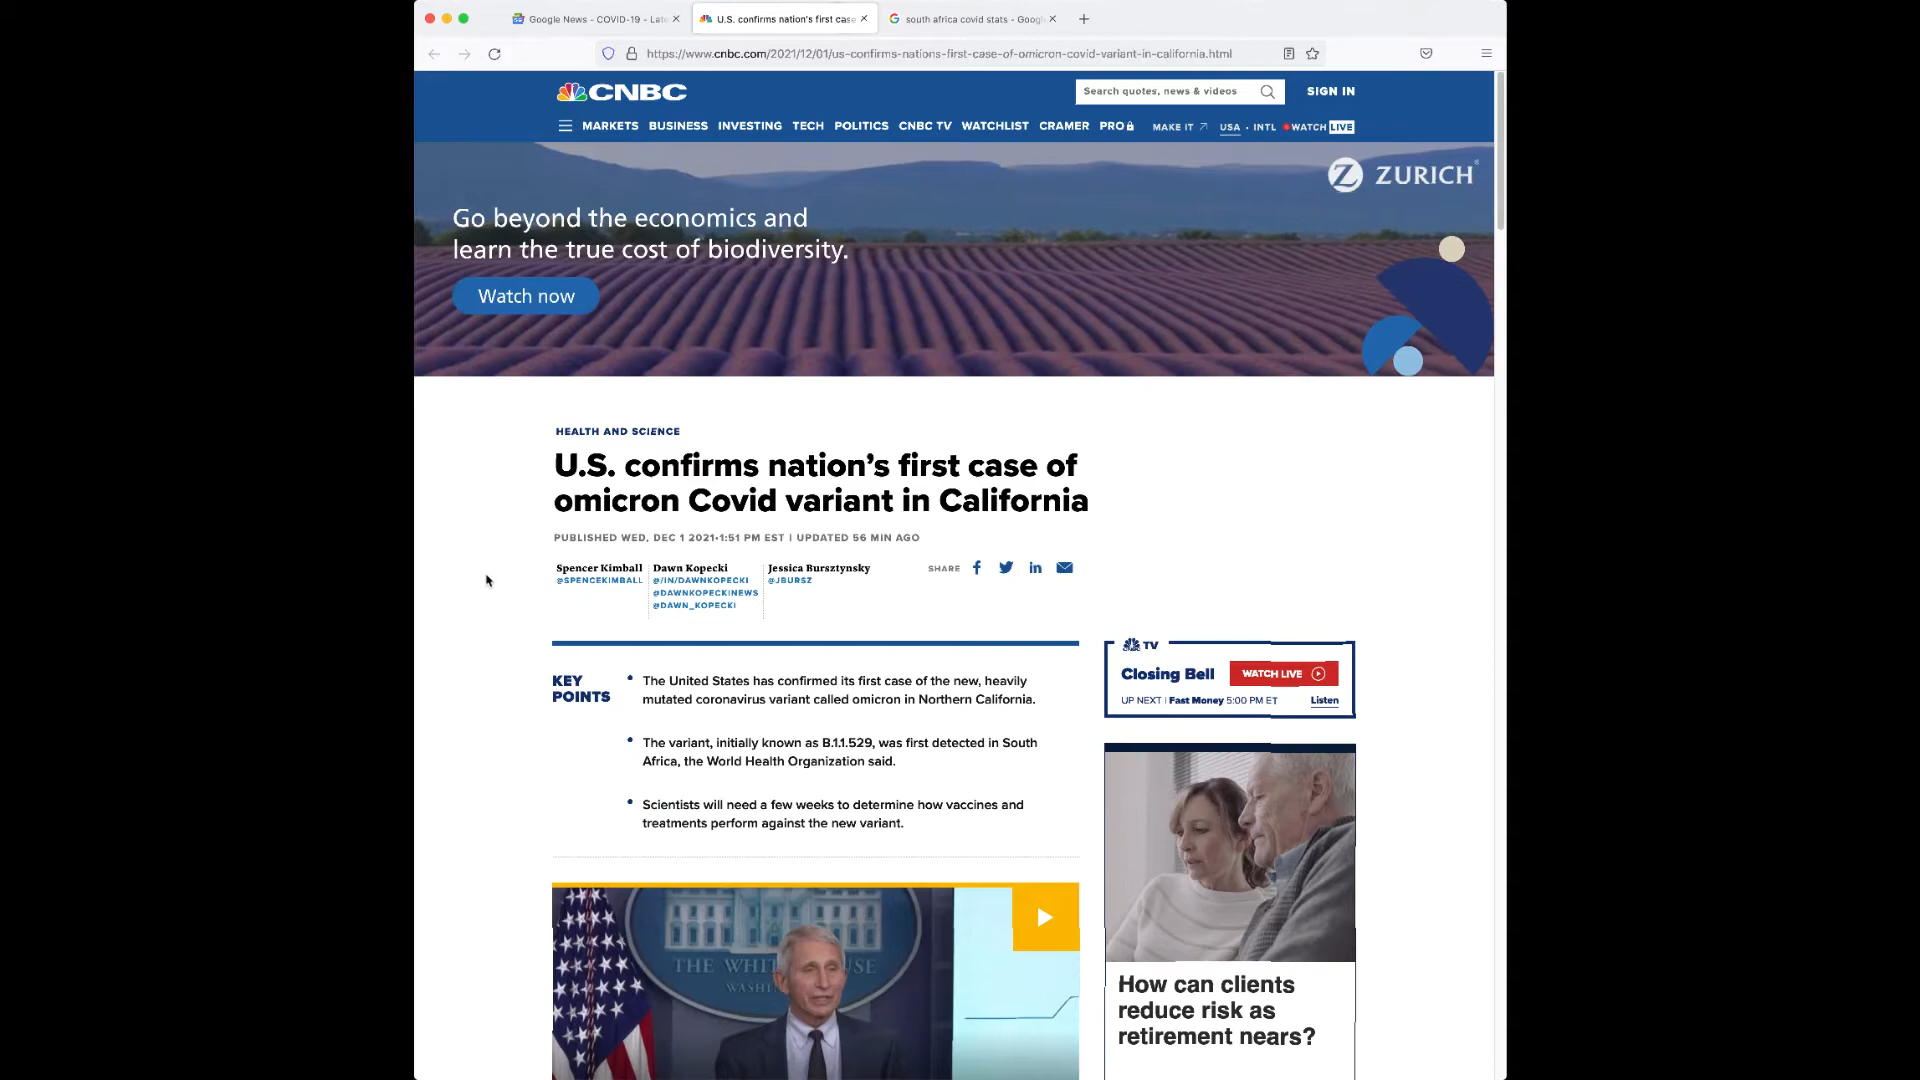 Google News - COVID-19 - Late
U.S. confirms nation's first case
south africa covid stats - Googl
https://www.cnbc.com/2021/12/01/us-confirms-nations-first-case-of-omicron-covid-variant-in-california.html
CNBC
Search quotes, news & videos
SIGN IN
MARKETS BUSINESS INVESTING TECH POLITICS CNBC TV WATCHLIST CRAMER PRO MAKE IT USA · INTL WATCH LIVE
ZURICH
Go beyond the economics and
learn the true cost of biodiversity.
Watch now
HEALTH AND SCIENCE
U.S. confirms nation’s first case of
omicron Covid variant in California
PUBLISHED WED, DEC 1 2021•1:51 PM EST | UPDATED 56 MIN AGO
Spencer Kimball
@SPENCEKIMBALL
Dawn Kopecki
@/IN/DAWNKOPECKI
@DAWNKOPECKINEWS
@DAWN_KOPECKI
Jessica Bursztynsky
@JBURSZ
SHARE
KEY
POINTS
• The United States has confirmed its first case of the new, heavily
mutated coronavirus variant called omicron in Northern California.
• The variant, initially known as B.1.1.529, was first detected in South
Africa, the World Health Organization said.
• Scientists will need a few weeks to determine how vaccines and
treatments perform against the new variant.
TV
Closing Bell
WATCH LIVE
UP NEXT | Fast Money 5:00 PM ET
Listen
THE WHI SE
WASHI
How can clients
reduce risk as
retirement nears?